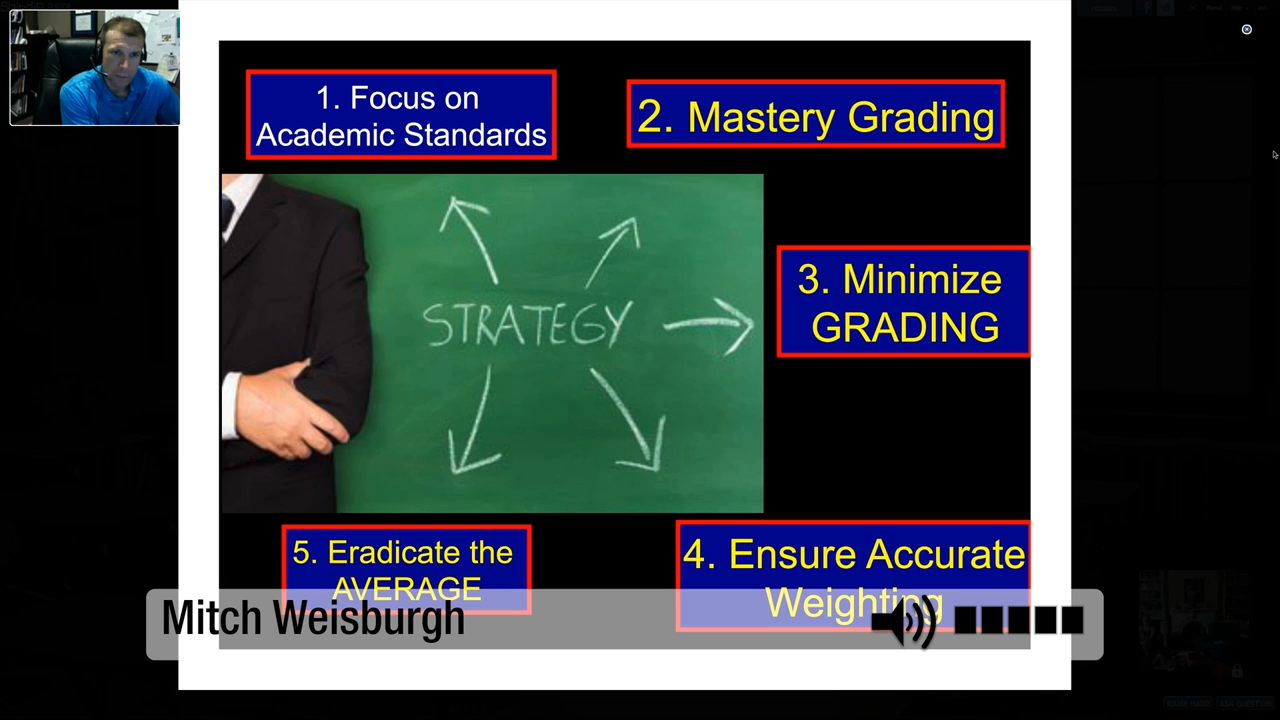 1. Focus on
Academic Standards
2. Mastery Grading
3. Minimize
GRADING
STRATEGY
5. Eradicate the
AVERAGE
4. Ensure Accurate
Weighting
Mitch Weisburgh